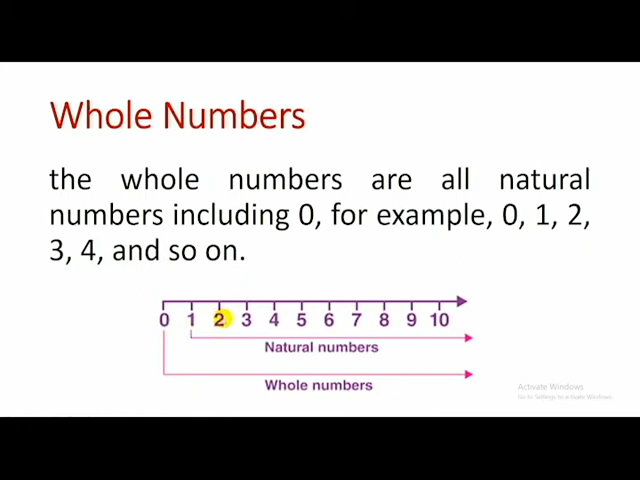 Whole Numbers
the whole numbers are all natural
numbers including 0, for example, 0, 1, 2,
3, 4, and so on.
0 1 2 3 4 5 6 7 8 9 10
Natural numbers
Whole numbers
Activate Windows
Go to Settings to activate Windows.